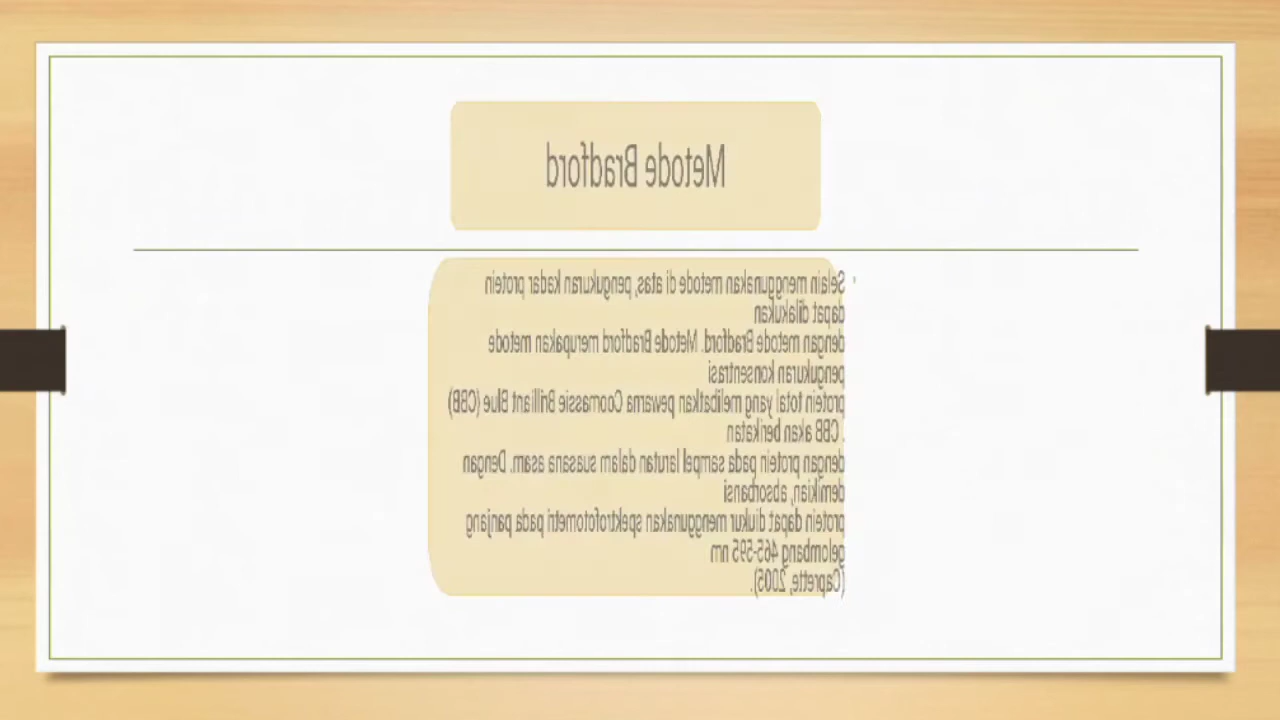 Metode Bradford
• Selain menggunakan metode di atas, pengukuran kadar protein
dapat dilakukan
dengan metode Bradford. Metode Bradford merupakan metode
pengukuran konsentrasi
protein total yang melibatkan pewarna Coomassie Brilliant Blue (CBB)
. CBB akan berikatan
dengan protein pada sampel larutan dalam suasana asam. Dengan
demikian, absorbansi
protein dapat diukur menggunakan spektrofotometri pada panjang
gelombang 465-595 nm
(Caprette, 2005).